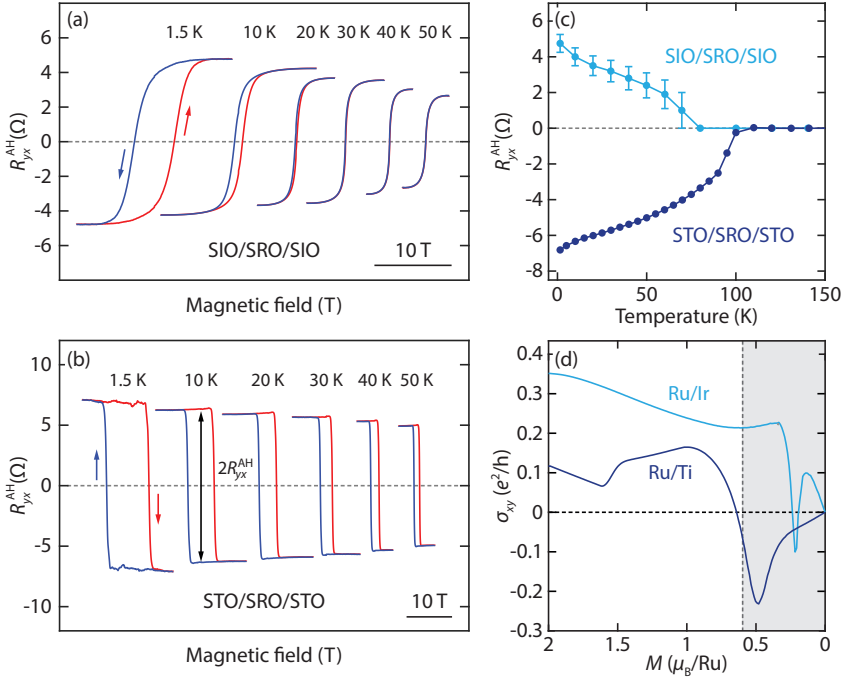 (a)
1.5 K 10 K 20 K 30 K 40 K 50 K
6
4
2
0
-2
-4
-6
R_yx^AH(Ω)
SIO/SRO/SIO
10 T
Magnetic field (T)
(b)
1.5 K 10 K 20 K 30 K 40 K 50 K
10
5
0
-5
-10
R_yx^AH(Ω)
2R_yx^AH
STO/SRO/STO
10 T
Magnetic field (T)
(c)
6
4
2
0
-2
-4
-6
-8
R_yx^AH(Ω)
SIO/SRO/SIO
STO/SRO/STO
0 50 100 150
Temperature (K)
(d)
0.4
0.3
0.2
0.1
0
-0.1
-0.2
-0.3
σ_xy (e²/h)
Ru/Ir
Ru/Ti
2 1.5 1 0.5 0
M (μ_B/Ru)